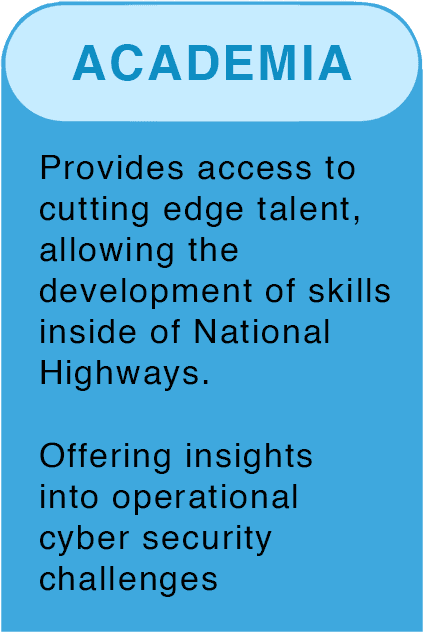 ACADEMIA
Provides access to
cutting edge talent,
allowing the
development of skills
inside of National
Highways.
Offering insights
into operational
cyber security
challenges